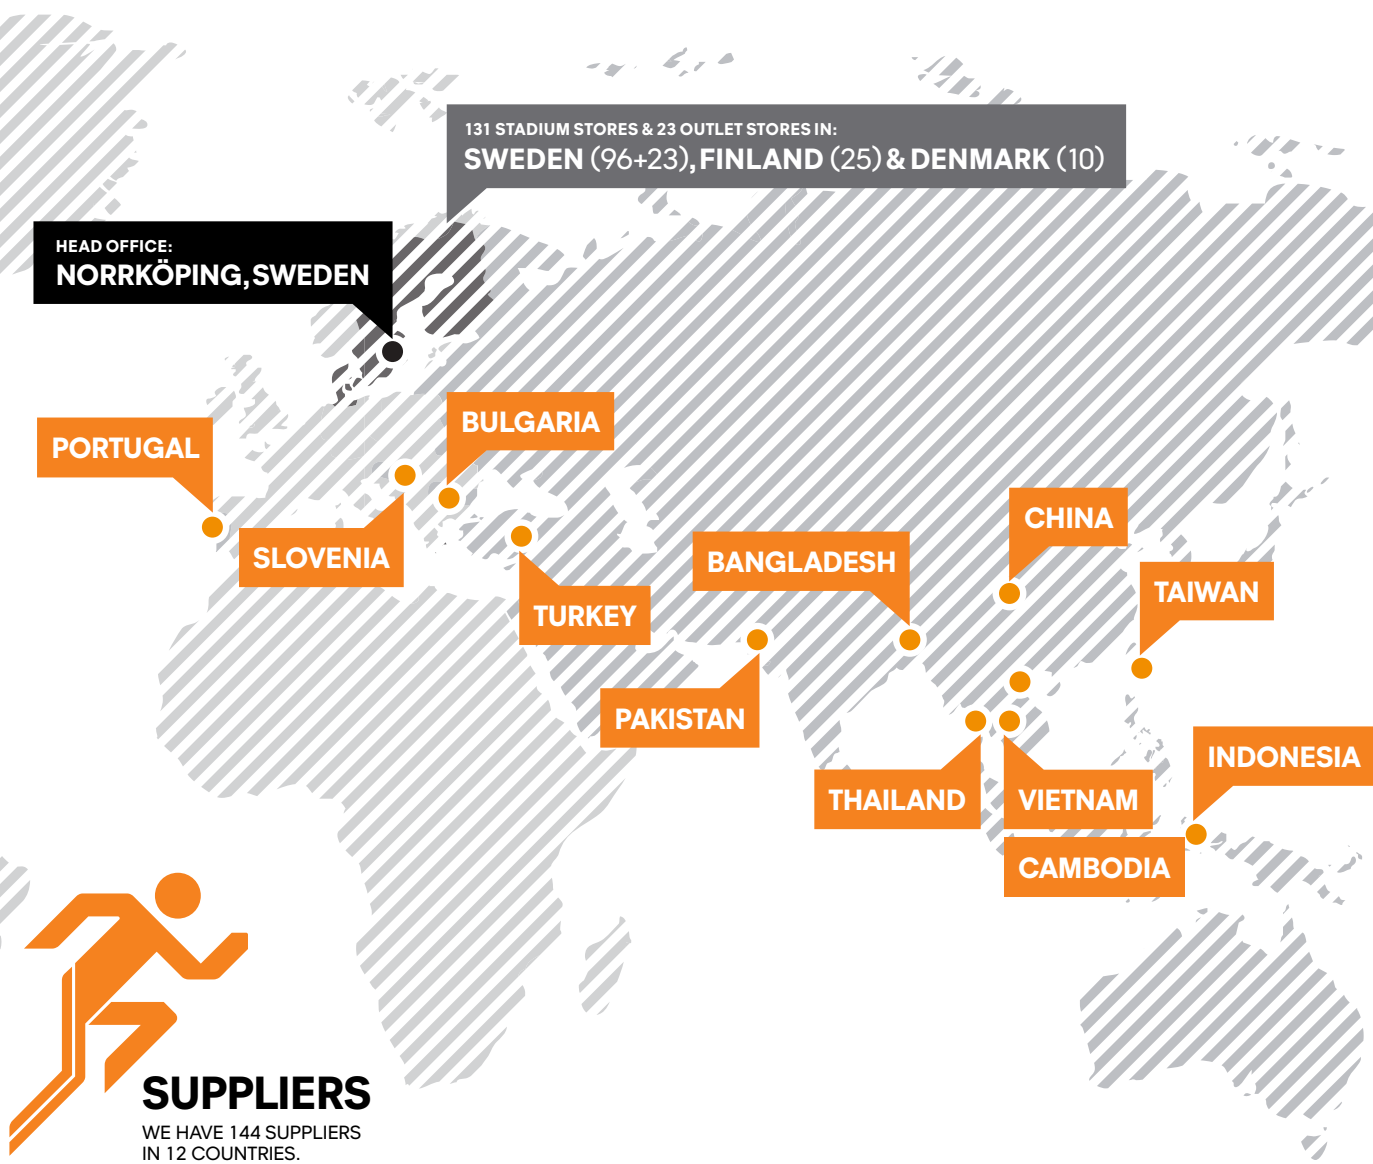 131 STADIUM STORES & 23 OUTLET STORES IN:
SWEDEN (96+23), FINLAND (25) & DENMARK (10)
HEAD OFFICE:
NORRKÖPING, SWEDEN
BULGARIA
PORTUGAL
SLOVENIA
TURKEY
CHINA
BANGLADESH
TAIWAN
PAKISTAN
INDONESIA
THAILAND
VIETNAM
CAMBODIA
SUPPLIERS
WE HAVE 144 SUPPLIERS
IN 12 COUNTRIES.